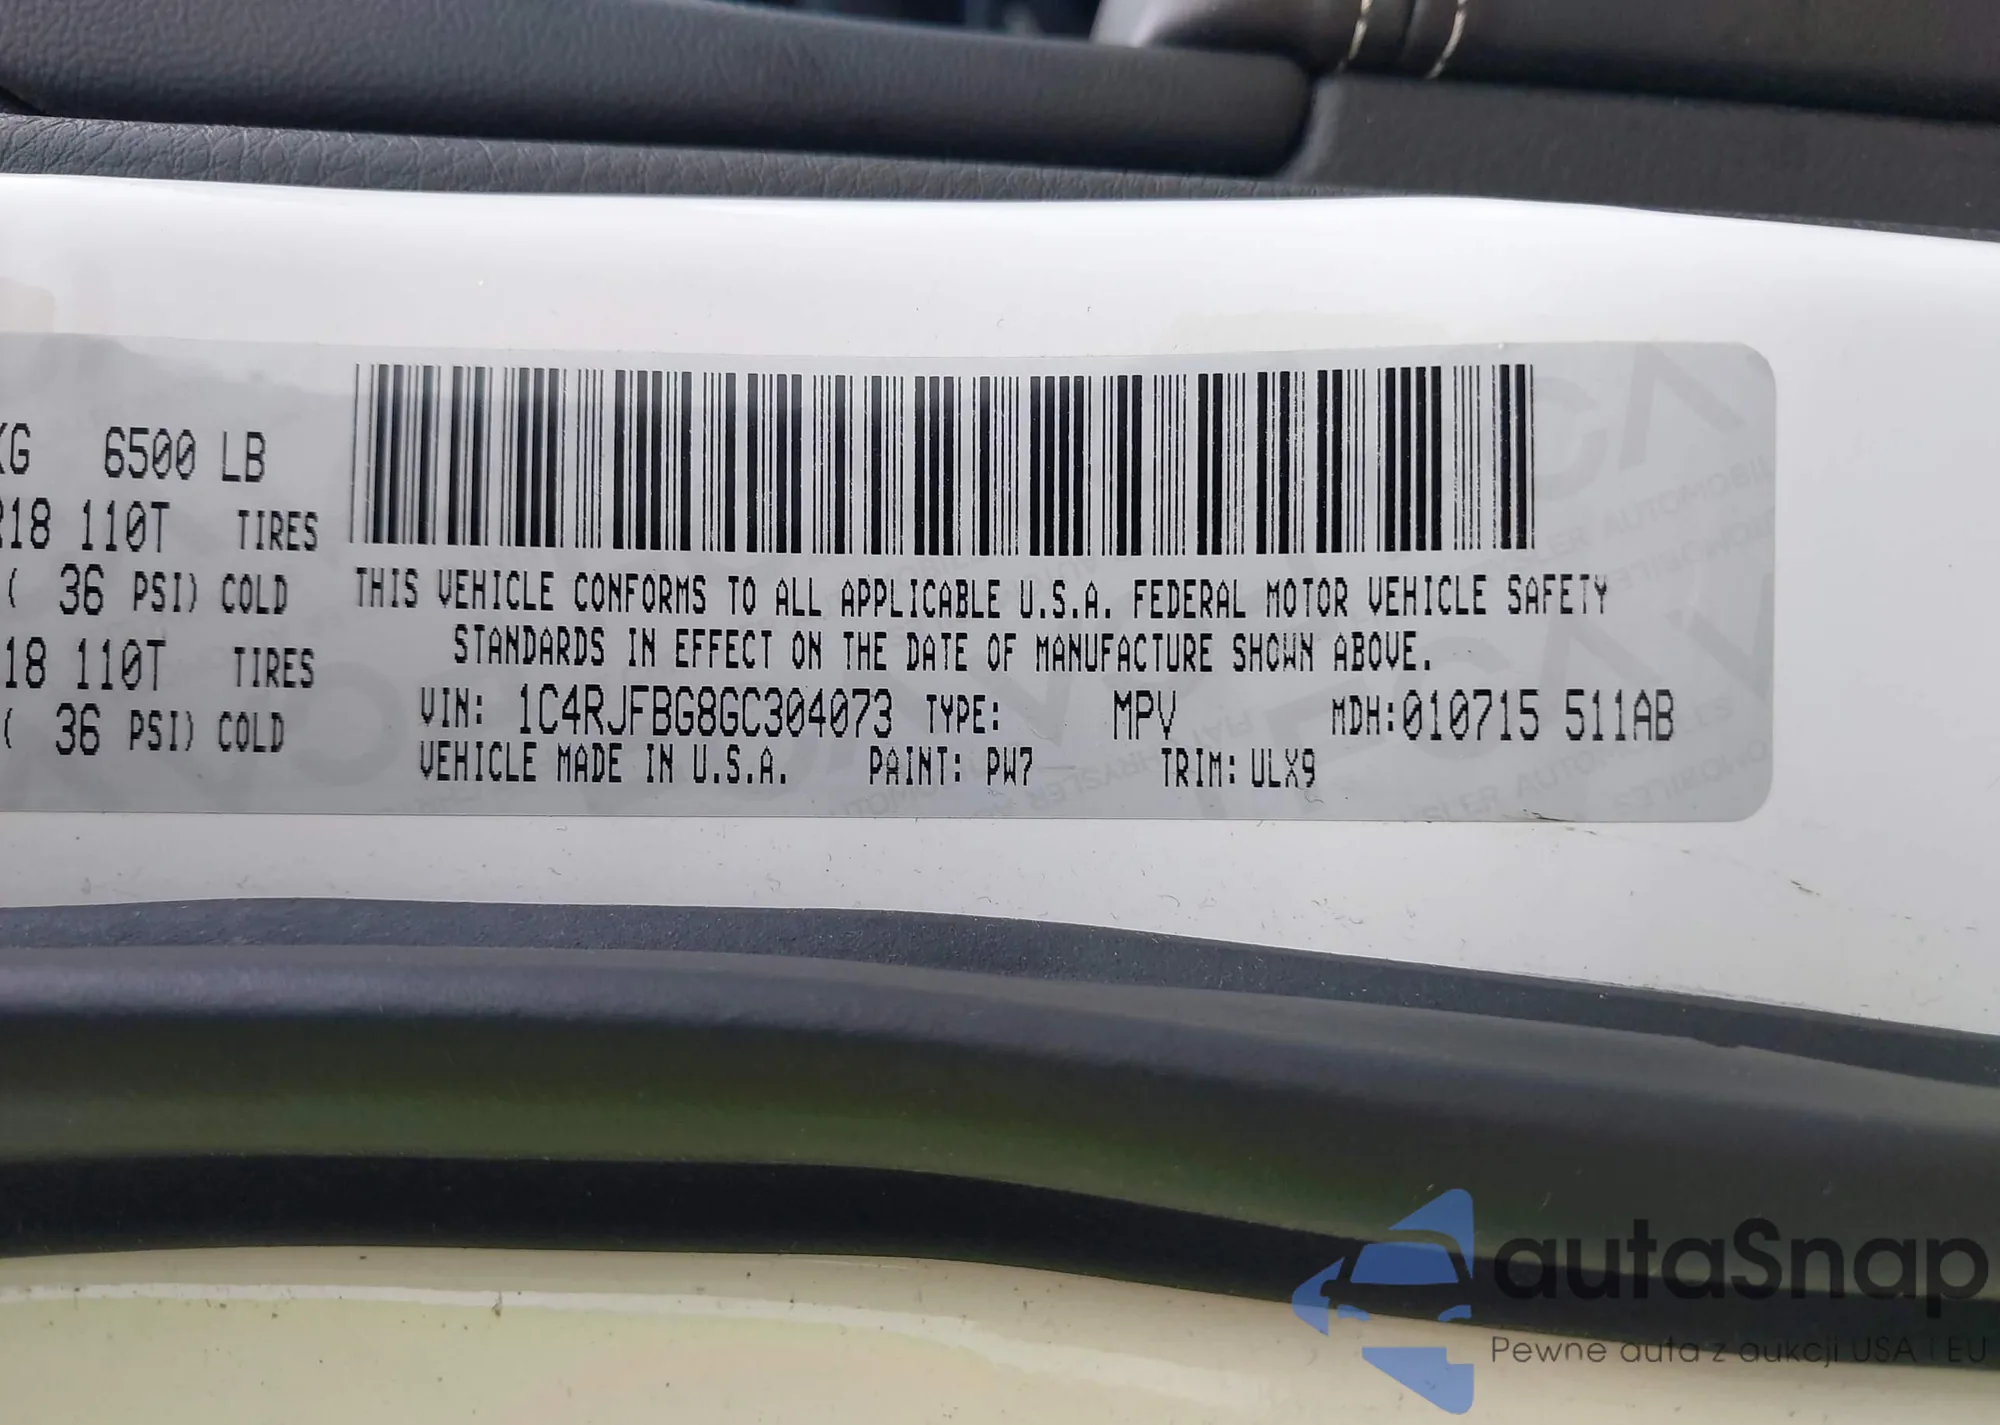 KG 6500 LB
R18 110T TIRES
( 36 PSI) COLD
18 110T TIRES
( 36 PSI) COLD
THIS VEHICLE CONFORMS TO ALL APPLICABLE U.S.A. FEDERAL MOTOR VEHICLE SAFETY
STANDARDS IN EFFECT ON THE DATE OF MANUFACTURE SHOWN ABOVE.
VIN: 1C4RJFBG8GC304073 TYPE: MPV MDH:010715 511AB
VEHICLE MADE IN U.S.A. PAINT: PW7 TRIM: ULX9
autaSnap
Pewne auta z aukcji USA i EU